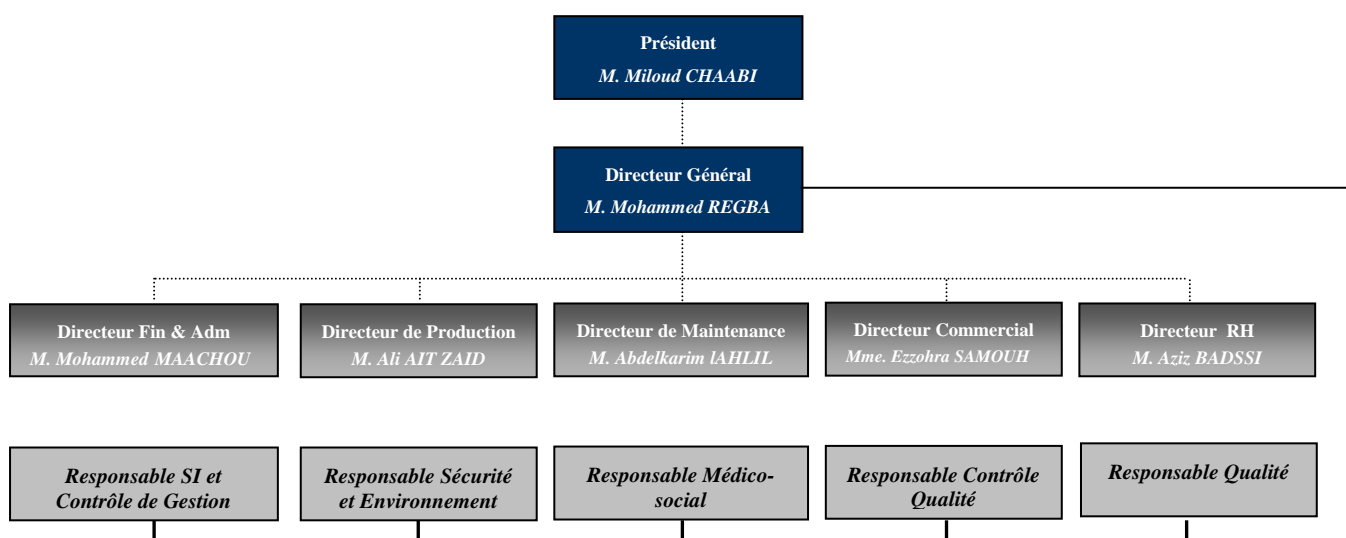 Président
M. Miloud CHAABI
Directeur Général
M. Mohammed REGBA
Directeur Fin & Adm
M. Mohammed MAACHOU
Directeur de Production
M. Ali AIT ZAID
Directeur de Maintenance
M. Abdelkarim lAHLIL
Directeur Commercial
Mme. Ezzohra SAMOUH
Directeur RH
M. Aziz BADSSI
Responsable SI et
Contrôle de Gestion
Responsable Sécurité
et Environnement
Responsable Médico-
social
Responsable Contrôle
Qualité
Responsable Qualité